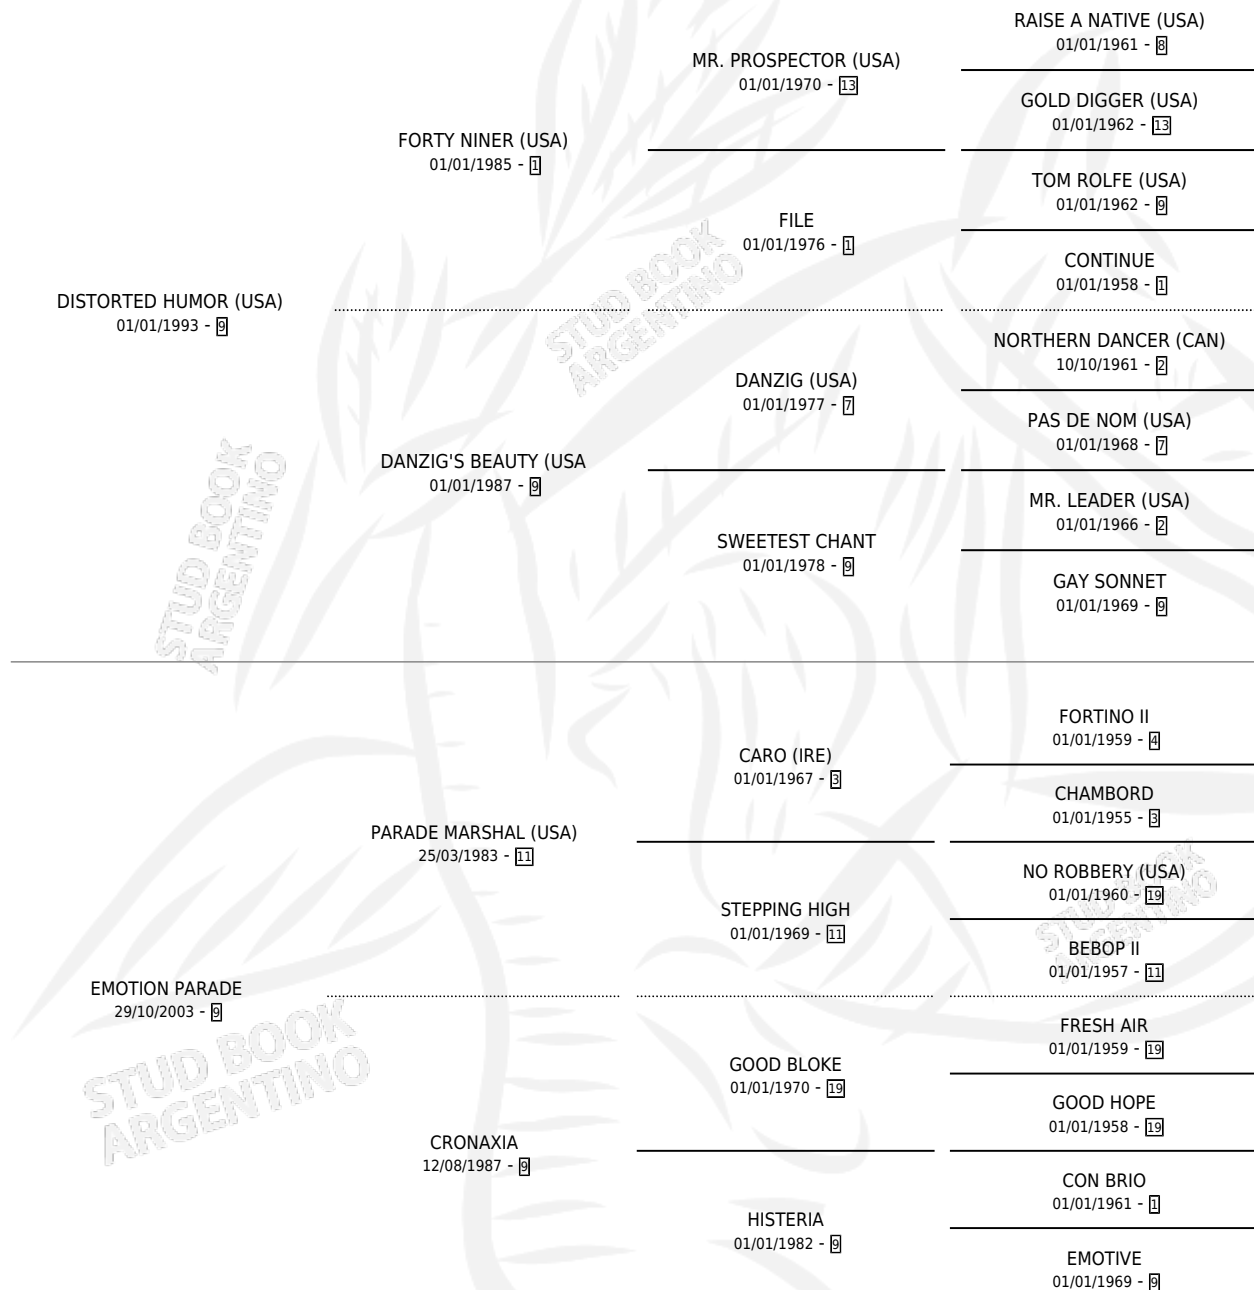 RAISE A NATIVE (USA)
01/01/1961 - 8
MR. PROSPECTOR (USA)
01/01/1970 - 13
GOLD DIGGER (USA)
01/01/1962 - 13
FORTY NINER (USA)
01/01/1985 - 1
TOM ROLFE (USA)
01/01/1962 - 9
FILE
01/01/1976 - 1
CONTINUE
01/01/1958 - 1
DISTORTED HUMOR (USA)
01/01/1993 - 9
NORTHERN DANCER (CAN)
10/10/1961 - 2
DANZIG (USA)
01/01/1977 - 7
PAS DE NOM (USA)
01/01/1968 - 7
DANZIG'S BEAUTY (USA
01/01/1987 - 9
MR. LEADER (USA)
01/01/1966 - 2
SWEETEST CHANT
01/01/1978 - 9
GAY SONNET
01/01/1969 - 9
FORTINO II
01/01/1959 - 4
CARO (IRE)
01/01/1967 - 3
CHAMBORD
01/01/1955 - 3
PARADE MARSHAL (USA)
25/03/1983 - 11
NO ROBBERY (USA)
01/01/1960 - 19
STEPPING HIGH
01/01/1969 - 11
BEBOP II
01/01/1957 - 11
EMOTION PARADE
29/10/2003 - 9
FRESH AIR
01/01/1959 - 19
GOOD BLOKE
01/01/1970 - 19
GOOD HOPE
01/01/1958 - 19
CRONAXIA
12/08/1987 - 9
CON BRIO
01/01/1961 - 1
HISTERIA
01/01/1982 - 9
EMOTIVE
01/01/1969 - 9
STUD BOOK
ARGENTINO
STUD BOOK
ARGENTINO
STUD BOOK
ARGENTINO
STUD BOOK
ARGENTINO